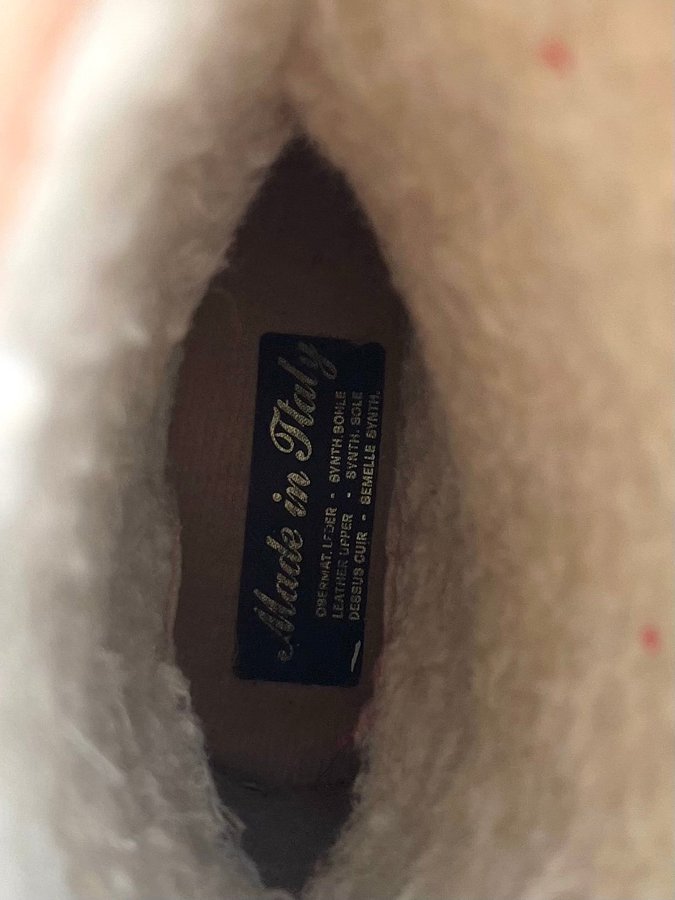 Made in Italy
OBERMAT. LEDER - SYNTH. SOHLE
LEATHER UPPER - SYNTH. SOLE
DESSUS CUIR - SEMELLE SYNTH.